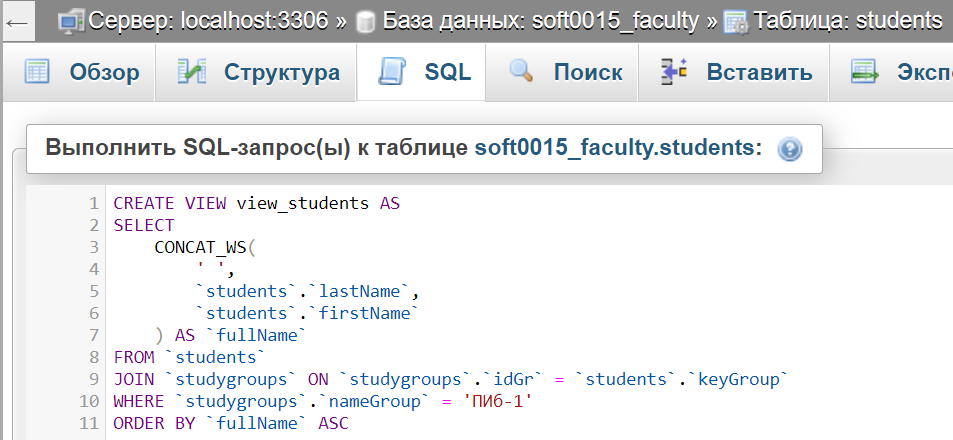 ← Сервер: localhost:3306 » База данных: soft0015_faculty » Таблица: students
Обзор Структура SQL Поиск Вставить Эксп
Выполнить SQL-запрос(ы) к таблице soft0015_faculty.students:
1 CREATE VIEW view_students AS
2 SELECT
3 CONCAT_WS(
4 ' ',
5 `students`.`lastName`,
6 `students`.`firstName`
7 ) AS `fullName`
8 FROM `students`
9 JOIN `studygroups` ON `studygroups`.`idGr` = `students`.`keyGroup`
10 WHERE `studygroups`.`nameGroup` = 'ПИб-1'
11 ORDER BY `fullName` ASC